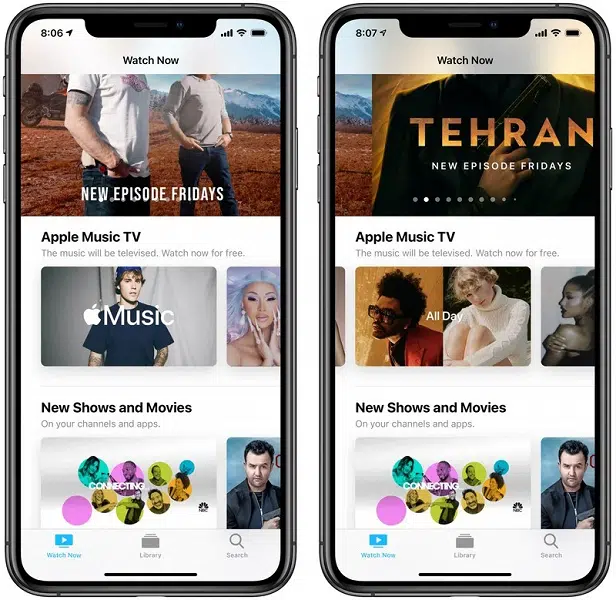 8:06
Watch Now
NEW EPISODE FRIDAYS
Apple Music TV
The music will be televised. Watch now for free.
Music
New Shows and Movies
On your channels and apps.
CONNECTING...
NBC
Watch Now
Library
Search
8:07
Watch Now
TEHRAN
NEW EPISODE FRIDAYS
Apple Music TV
The music will be televised. Watch now for free.
All Day
New Shows and Movies
On your channels and apps.
CONNECTING...
NBC
Watch Now
Library
Search